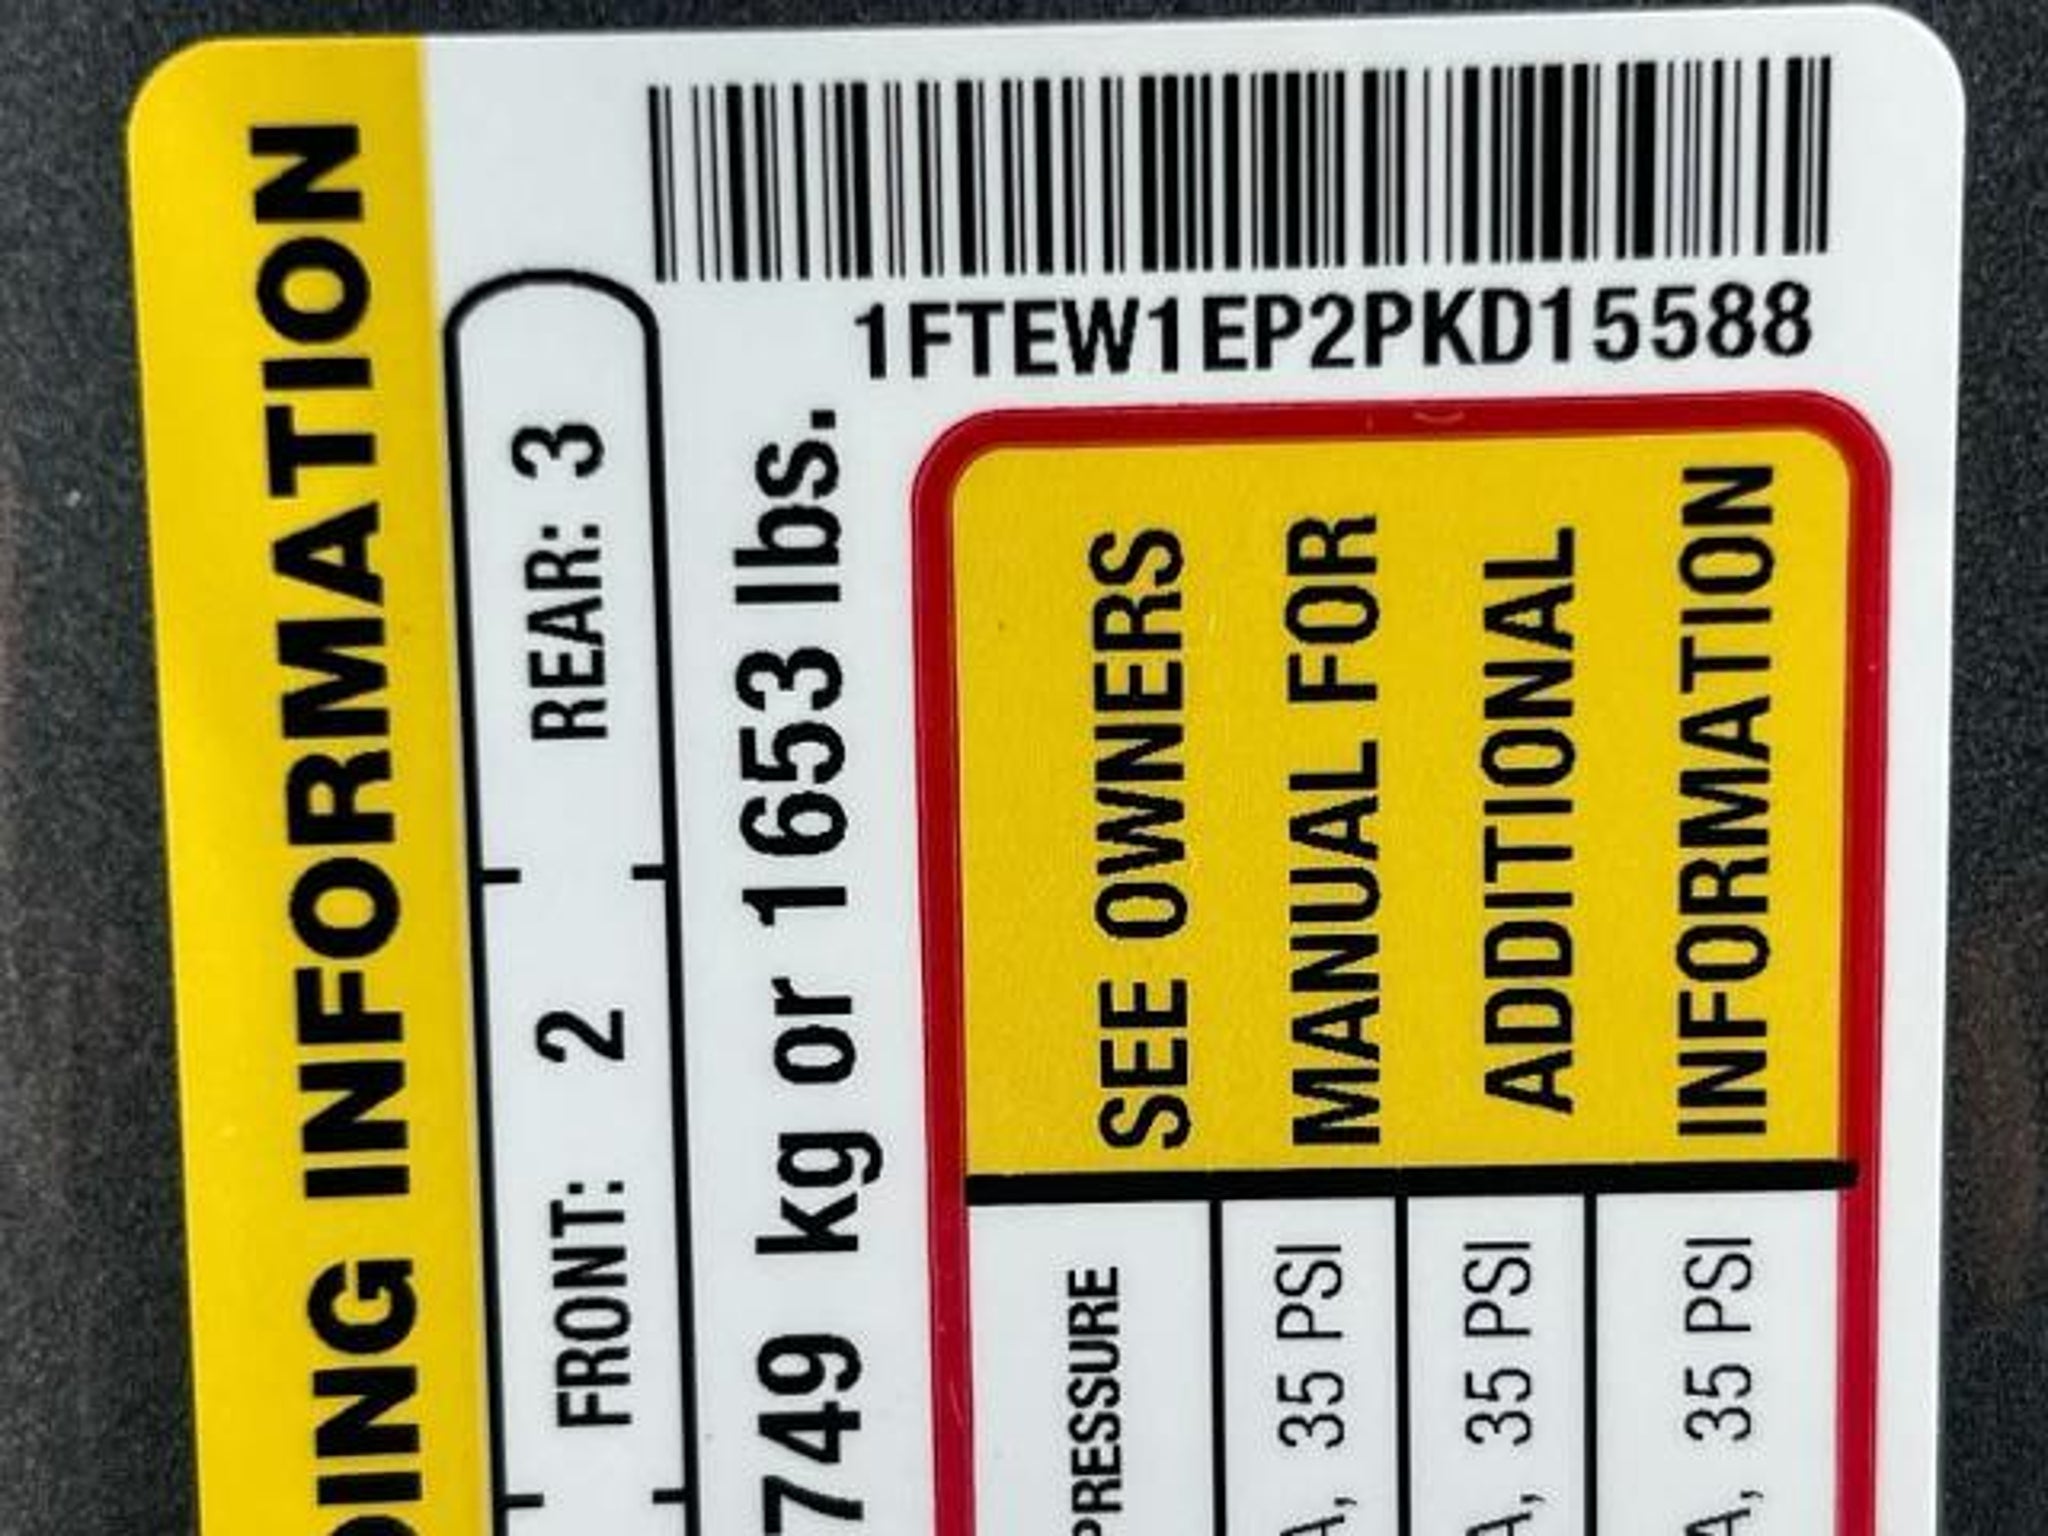 1FTEW1EP2PKD15588
DING INFORMATION
FRONT: 2 REAR: 3
749 kg or 1653 lbs.
PRESSURE
A, 35 PSI
A, 35 PSI
A, 35 PSI
SEE OWNERS
MANUAL FOR
ADDITIONAL
INFORMATION